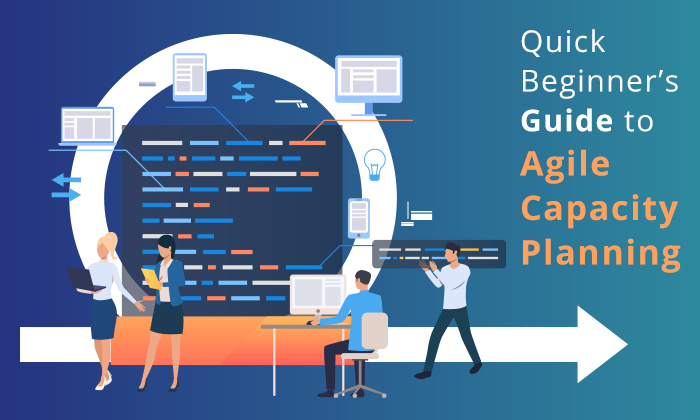 Quick
Beginner’s
Guide to
Agile
Capacity
Planning